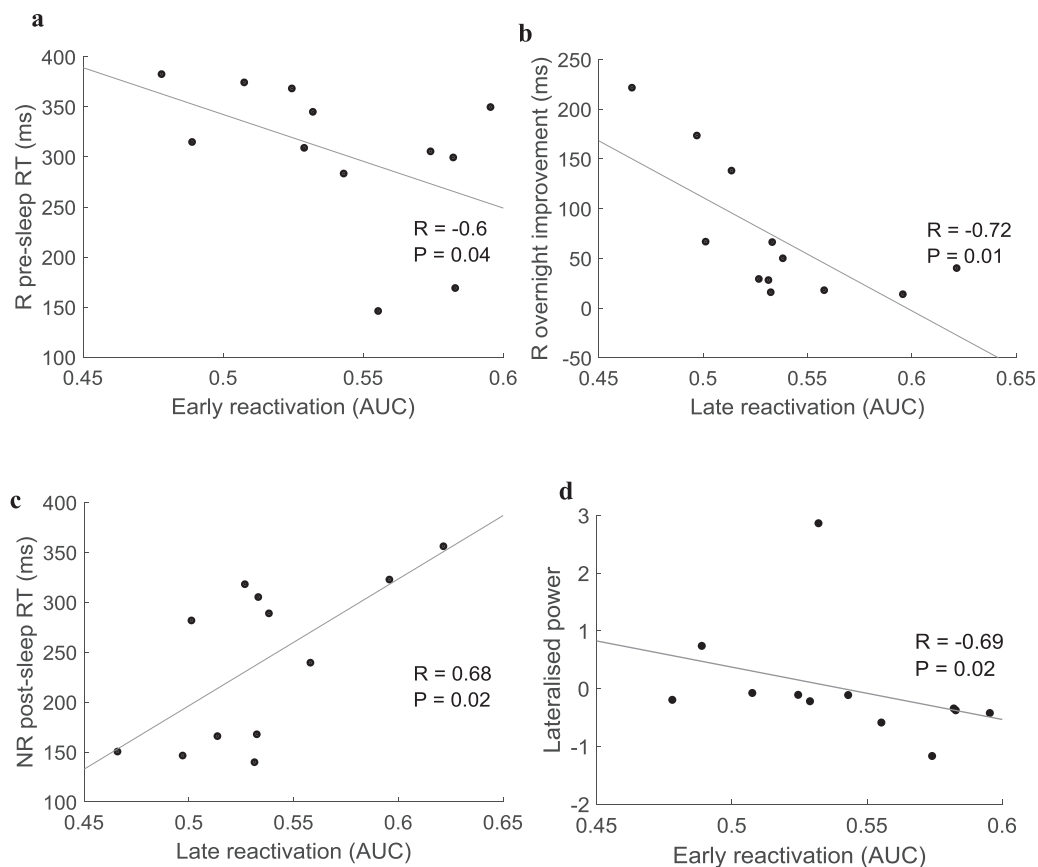 a
400
350
300
250
200
150
100
R pre-sleep RT (ms)
R = -0.6
P = 0.04
0.45 0.5 0.55 0.6
Early reactivation (AUC)
b
250
200
150
100
50
0
-50
R overnight improvement (ms)
R = -0.72
P = 0.01
0.45 0.5 0.55 0.6 0.65
Late reactivation (AUC)
c
400
350
300
250
200
150
100
NR post-sleep RT (ms)
R = 0.68
P = 0.02
0.45 0.5 0.55 0.6 0.65
Late reactivation (AUC)
d
3
2
1
0
-1
-2
Lateralised power
R = -0.69
P = 0.02
0.45 0.5 0.55 0.6
Early reactivation (AUC)